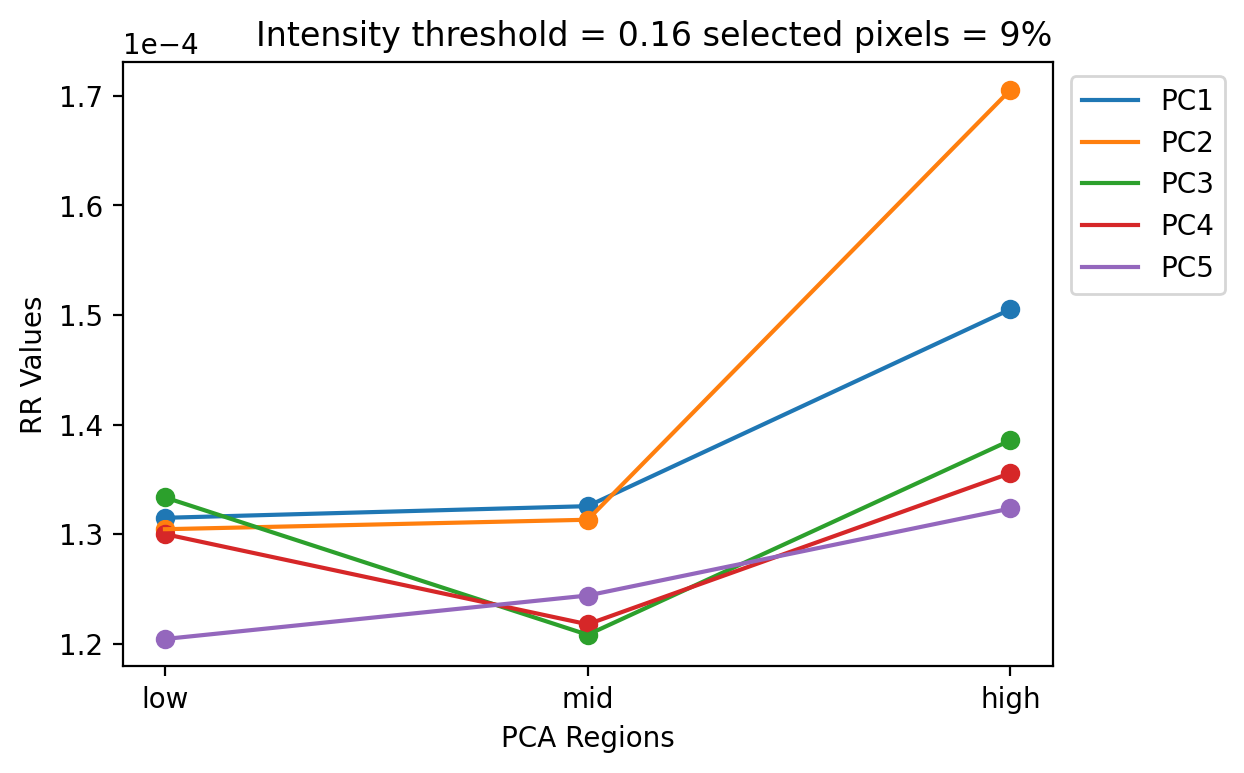 Intensity threshold = 0.16 selected pixels = 9%
1e−4
1.7
1.6
1.5
1.4
1.3
1.2
RR Values
low mid high
PCA Regions
PC1
PC2
PC3
PC4
PC5